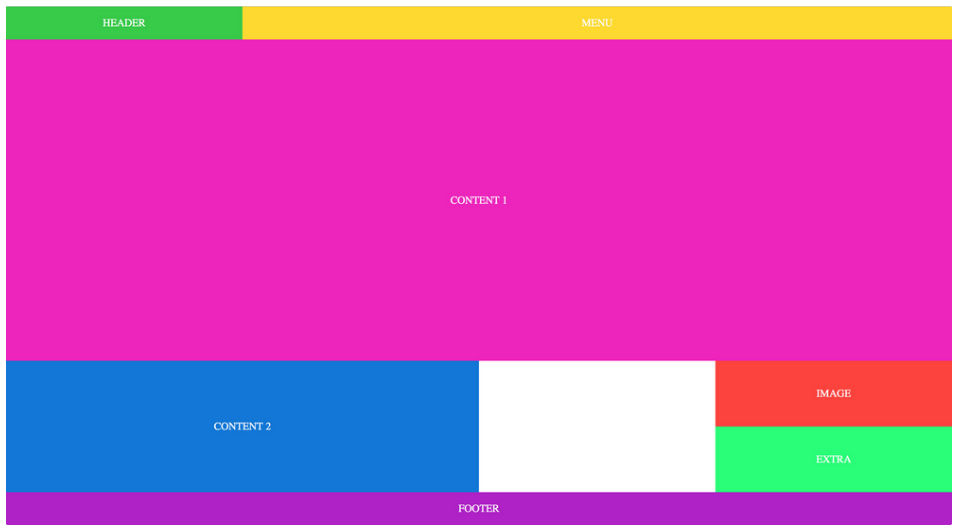 HEADER
MENU
CONTENT 1
CONTENT 2
IMAGE
EXTRA
FOOTER